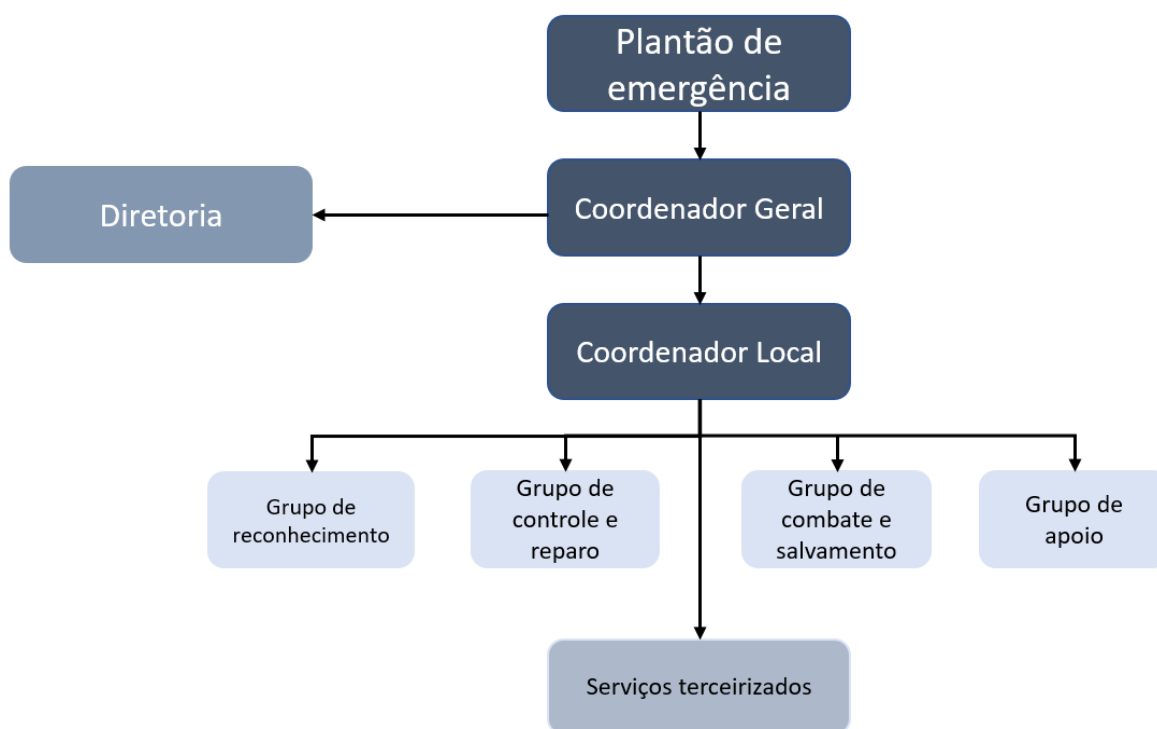 Plantão de
emergência
Diretoria
Coordenador Geral
Coordenador Local
Grupo de
reconhecimento
Grupo de
controle e
reparo
Grupo de
combate e
salvamento
Grupo de
apoio
Serviços terceirizados